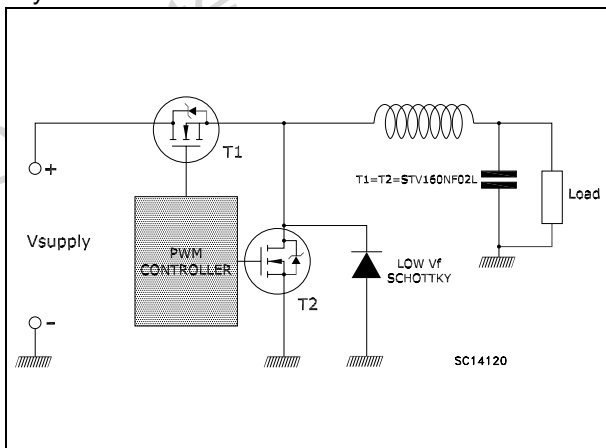 T1
T1=T2=STV160NF02L
Load
+
Vsupply
PWM
CONTROLLER
LOW Vf
SCHOTTKY
-
T2
SC14120